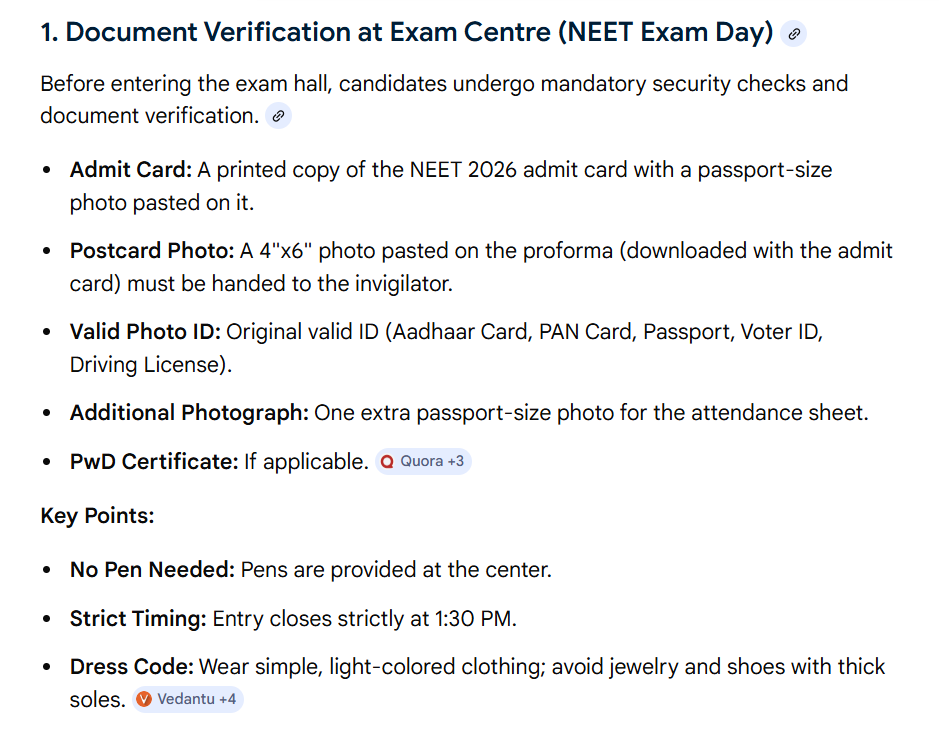 1. Document Verification at Exam Centre (NEET Exam Day)
Before entering the exam hall, candidates undergo mandatory security checks and
document verification.
• Admit Card: A printed copy of the NEET 2026 admit card with a passport-size
photo pasted on it.
• Postcard Photo: A 4"x6" photo pasted on the proforma (downloaded with the admit
card) must be handed to the invigilator.
• Valid Photo ID: Original valid ID (Aadhaar Card, PAN Card, Passport, Voter ID,
Driving License).
• Additional Photograph: One extra passport-size photo for the attendance sheet.
• PwD Certificate: If applicable. Quora +3
Key Points:
• No Pen Needed: Pens are provided at the center.
• Strict Timing: Entry closes strictly at 1:30 PM.
• Dress Code: Wear simple, light-colored clothing; avoid jewelry and shoes with thick
soles. Vedantu +4